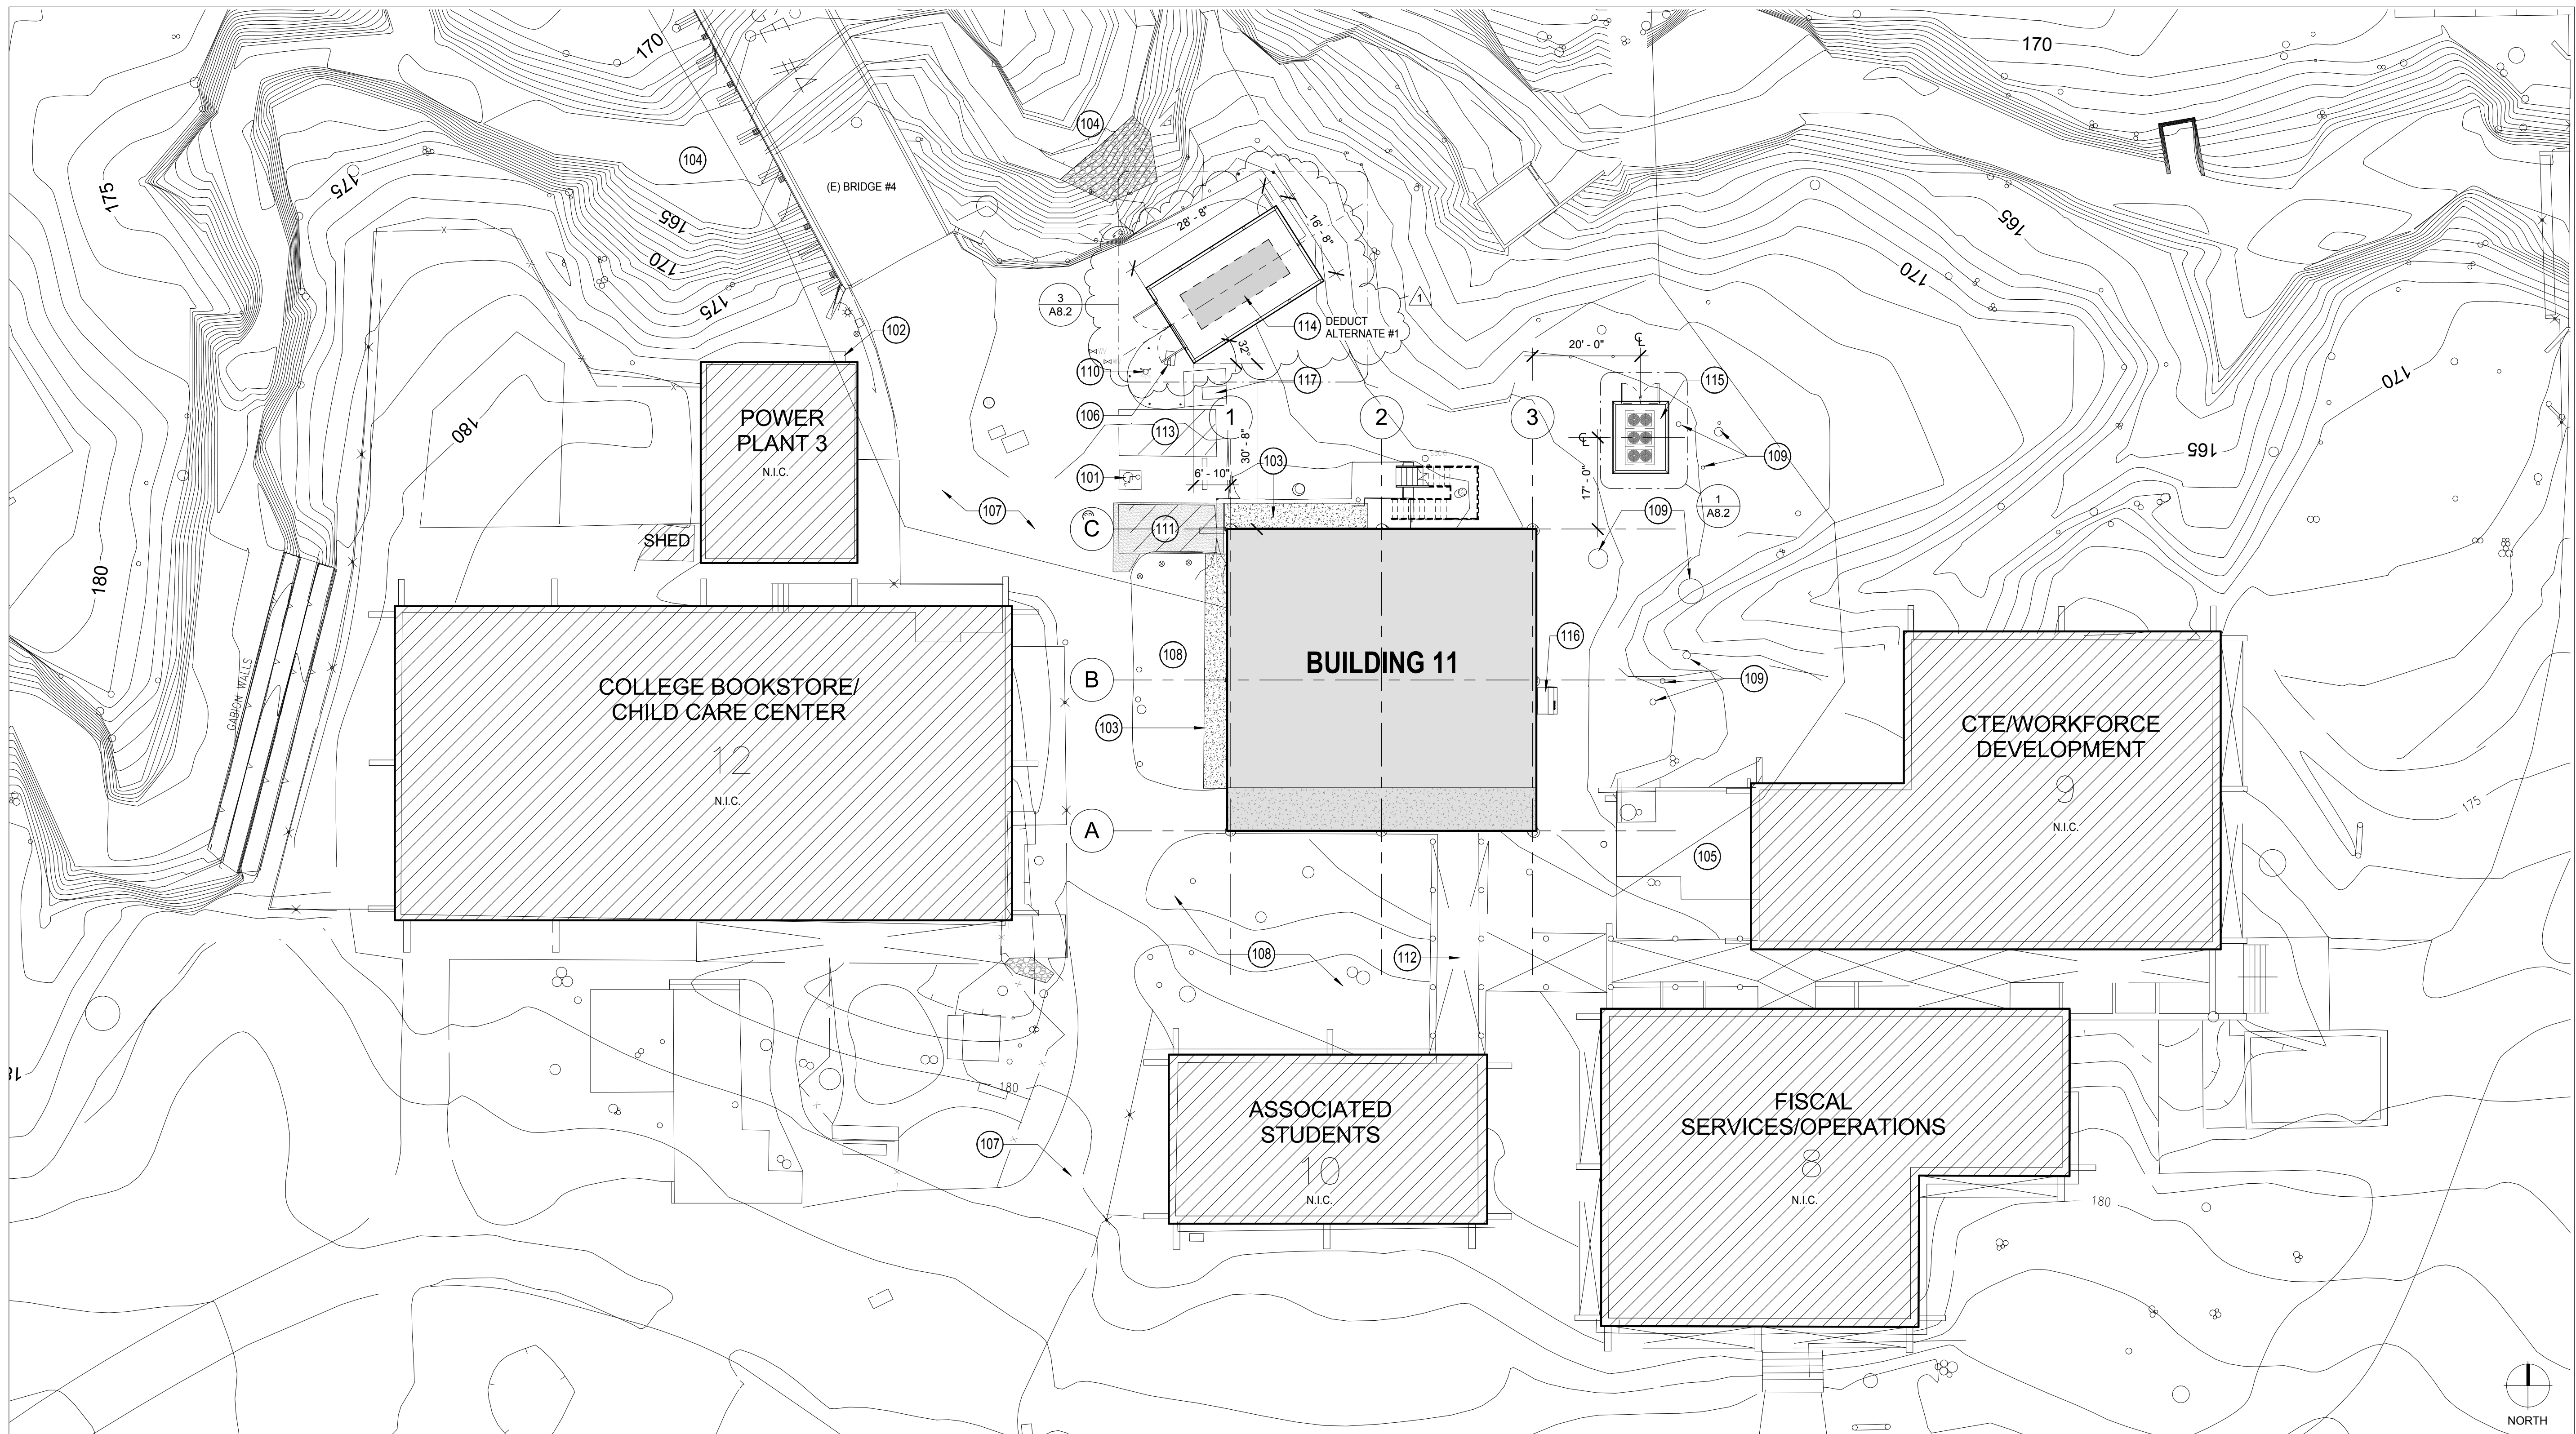 170
170
104
104
175
175
(E) BRIDGE #4
165
170
175
28' - 8"
16' - 8"
165
170
3
A8.2
1
114
DEDUCT
ALTERNATE #1
102
32°
20' - 0"
℄
110
117
115
170
106
1
2
3
113
POWER
PLANT 3
N.I.C.
180
30' - 8"
℄
165
103
109
101
6' - 10"
17' - 0"
107
1
A8.2
109
C
111
SHED
180
116
108
BUILDING 11
B
109
COLLEGE BOOKSTORE/
CHILD CARE CENTER
12
N.I.C.
GABION WALLS
103
CTE/WORKFORCE
DEVELOPMENT
9
N.I.C.
175
A
105
108
112
180
ASSOCIATED
STUDENTS
10
N.I.C.
FISCAL
SERVICES/OPERATIONS
8
N.I.C.
107
180
NORTH